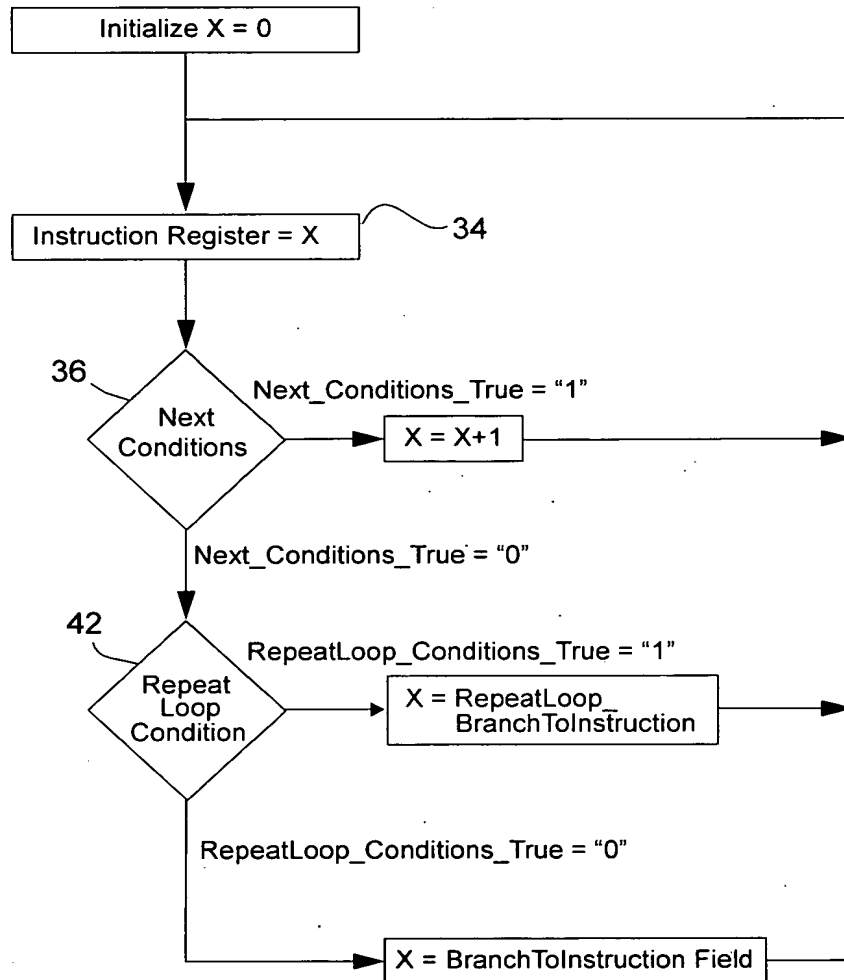 Initialize X = 0
Instruction Register = X
34
36
Next
Conditions
Next_Conditions_True = “1”
X = X+1
Next_Conditions_True = “0”
42
Repeat
Loop
Condition
RepeatLoop_Conditions_True = “1”
X = RepeatLoop_
BranchToInstruction
RepeatLoop_Conditions_True = “0”
X = BranchToInstruction Field